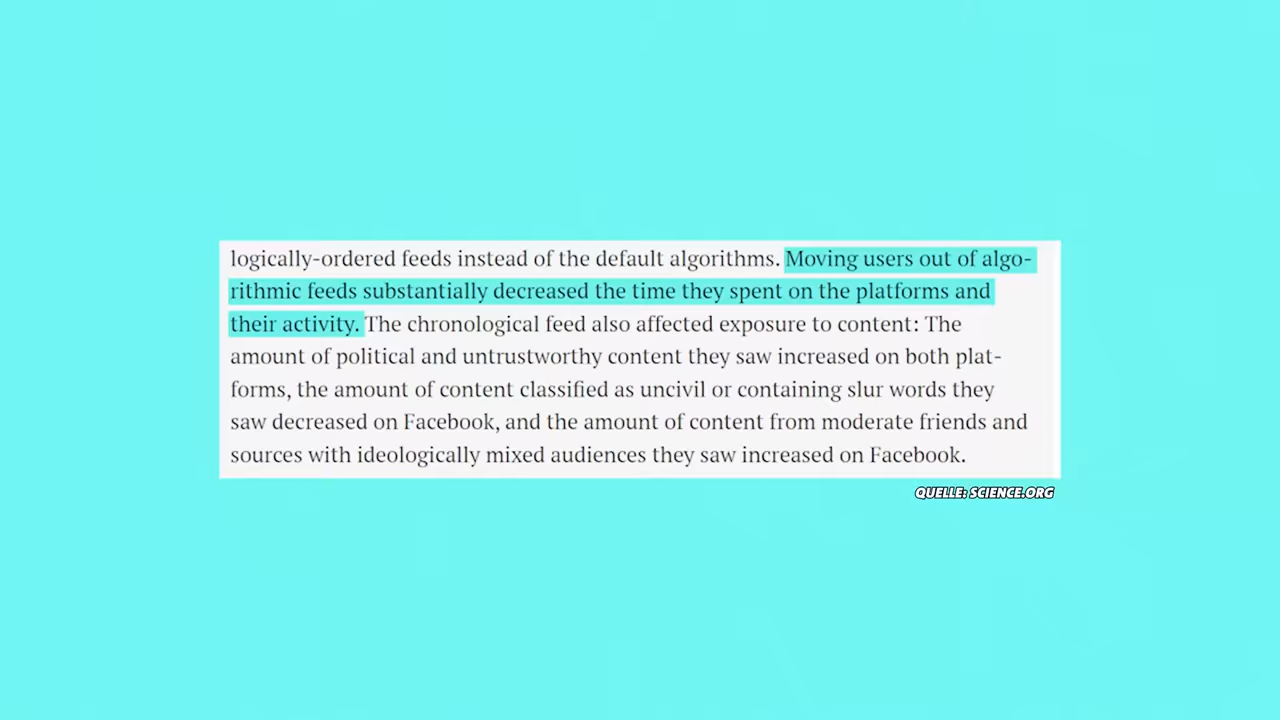 logically-ordered feeds instead of the default algorithms. Moving users out of algo-
rithmic feeds substantially decreased the time they spent on the platforms and
their activity. The chronological feed also affected exposure to content: The
amount of political and untrustworthy content they saw increased on both plat-
forms, the amount of content classified as uncivil or containing slur words they
saw decreased on Facebook, and the amount of content from moderate friends and
sources with ideologically mixed audiences they saw increased on Facebook.
QUELLE: SCIENCE.ORG